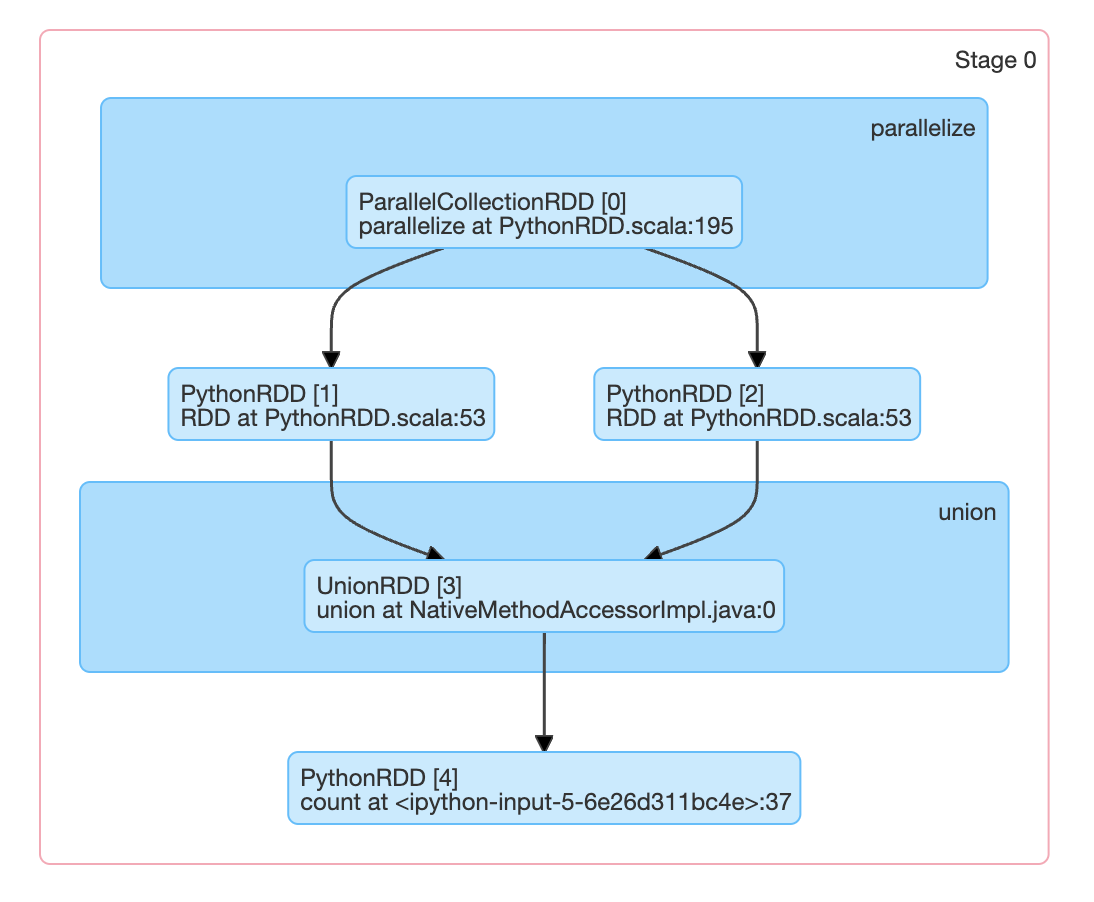 Stage 0
parallelize
ParallelCollectionRDD [0]
parallelize at PythonRDD.scala:195
PythonRDD [1]
RDD at PythonRDD.scala:53
PythonRDD [2]
RDD at PythonRDD.scala:53
union
UnionRDD [3]
union at NativeMethodAccessorImpl.java:0
PythonRDD [4]
count at <ipython-input-5-6e26d311bc4e>:37